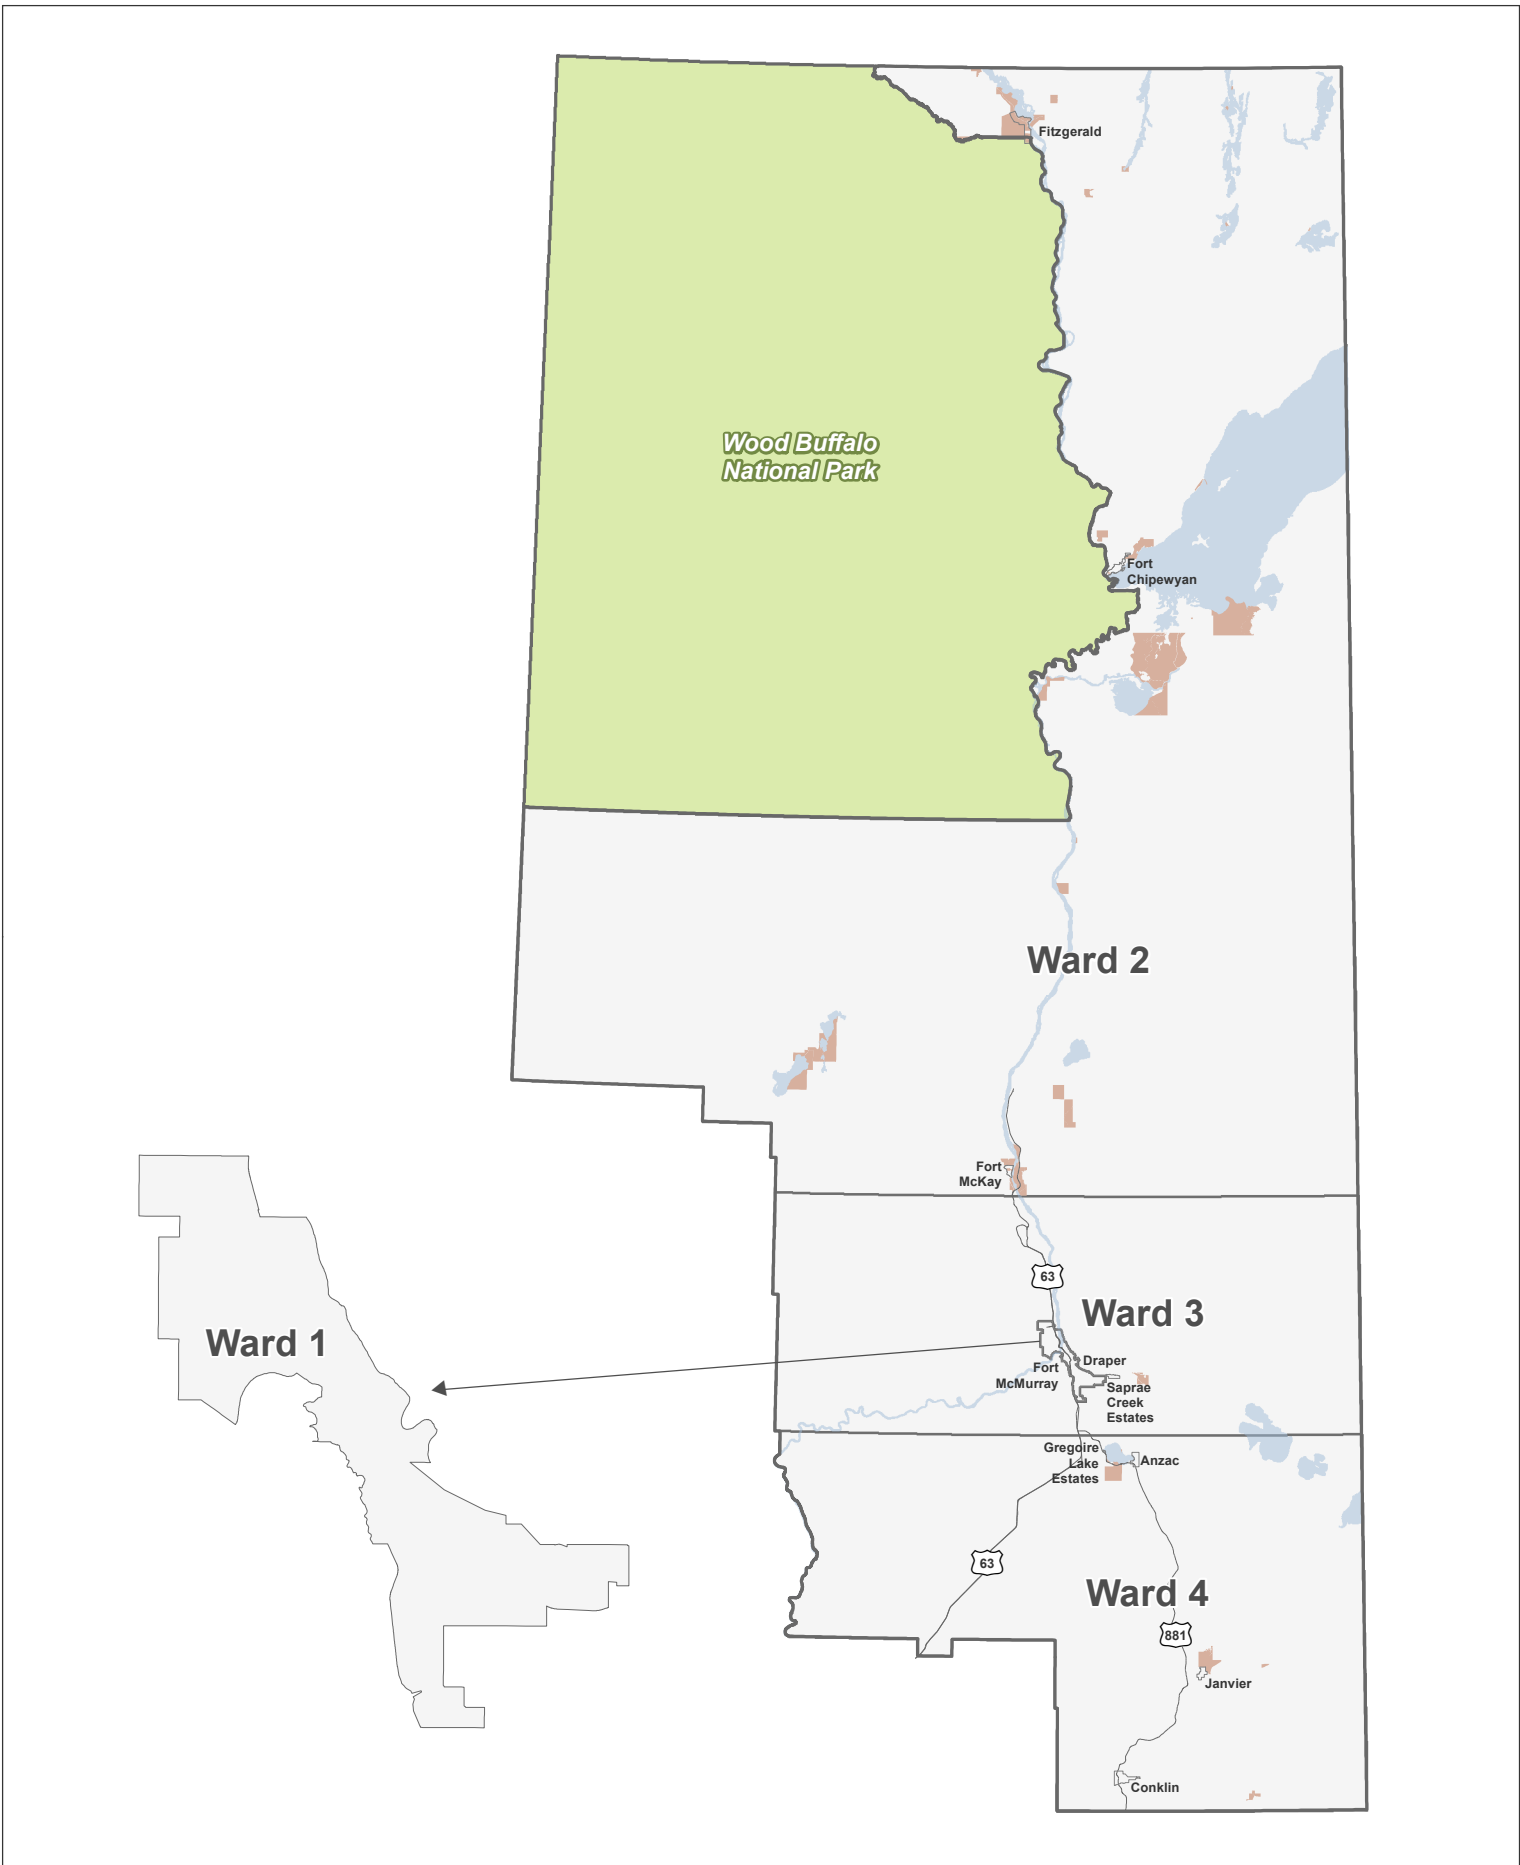 Fitzgerald
Wood Buffalo
National Park
Fort
Chipewyan
Ward 2
Fort
McKay
63
Ward 3
Ward 1
Draper
Fort
McMurray
Saprae
Creek
Estates
Gregoire
Lake
Estates
Anzac
63
Ward 4
881
Janvier
Conklin